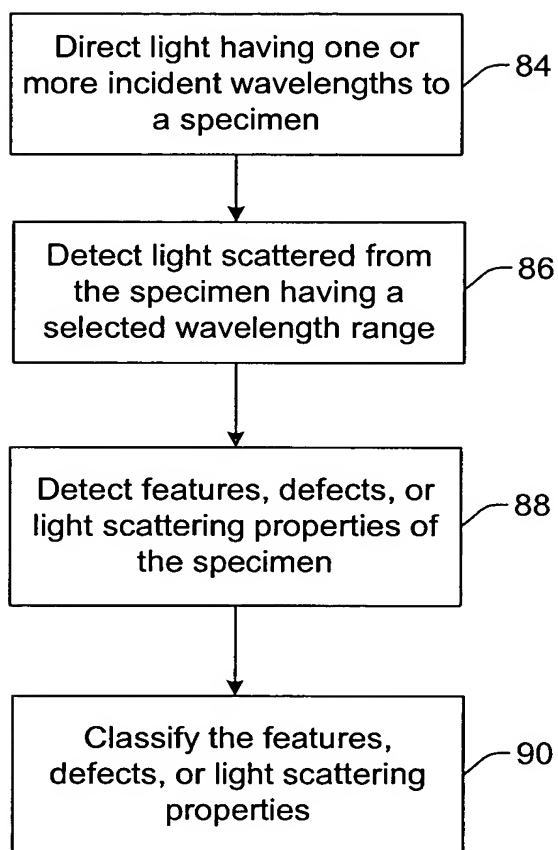 Direct light having one or
more incident wavelengths to
a specimen
84
Detect light scattered from
the specimen having a
selected wavelength range
86
Detect features, defects, or
light scattering properties of
the specimen
88
Classify the features,
defects, or light scattering
properties
90